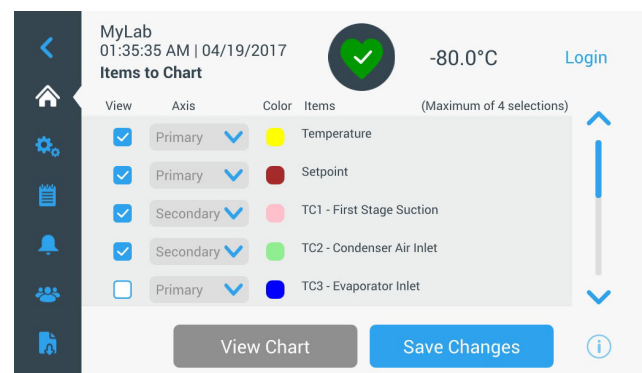 MyLab
01:35:35 AM | 04/19/2017
Items to Chart
-80.0°C
Login
View Axis Color Items (Maximum of 4 selections)
Primary Temperature
Primary Setpoint
Secondary TC1 - First Stage Suction
Secondary TC2 - Condenser Air Inlet
Primary TC3 - Evaporator Inlet
View Chart Save Changes